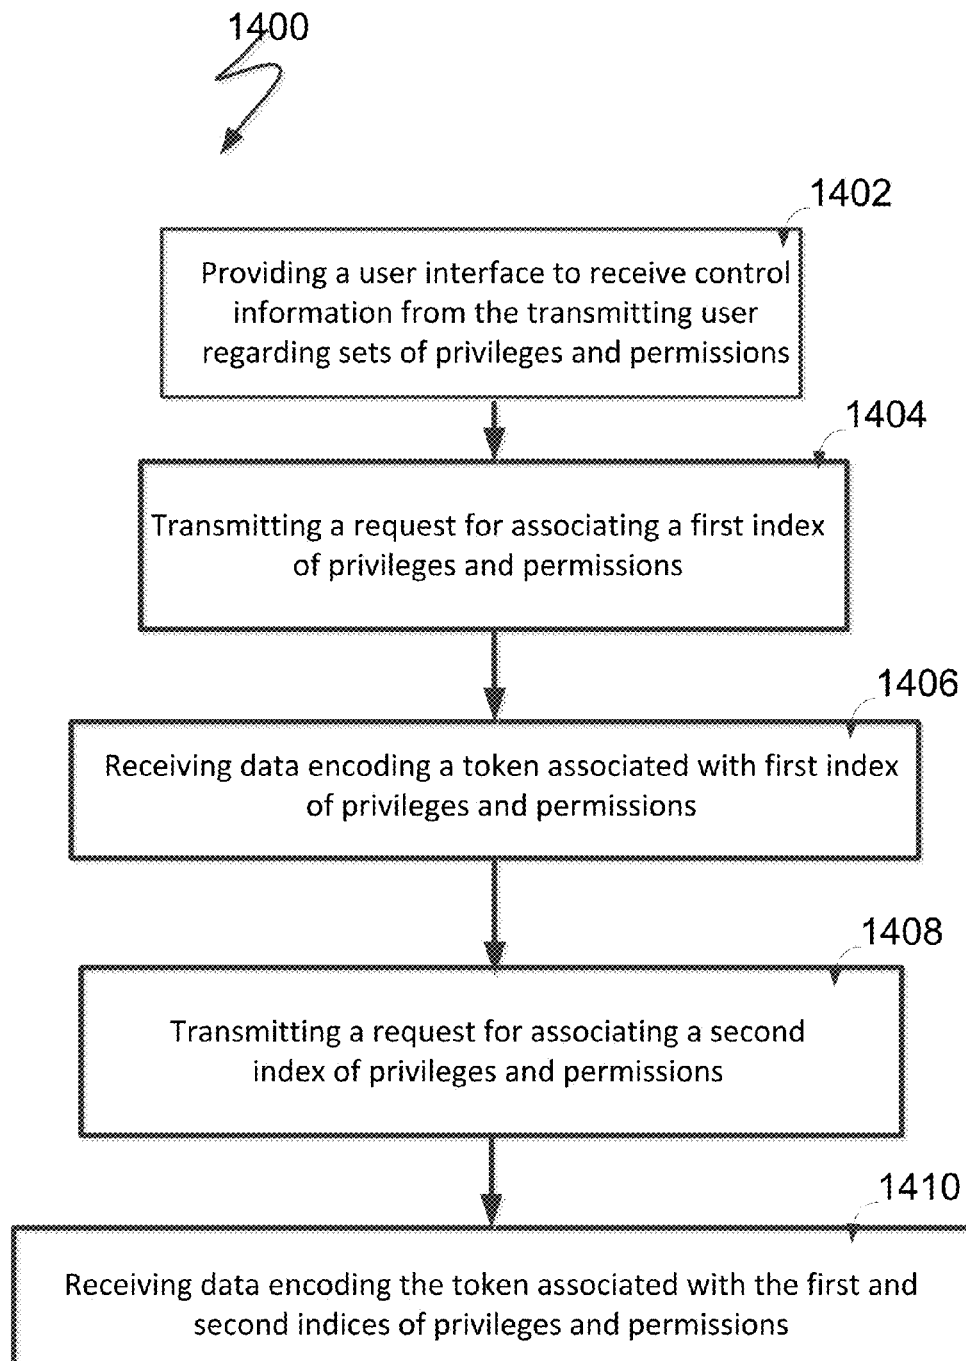 1400
1402
Providing a user interface to receive control
information from the transmitting user
regarding sets of privileges and permissions
1404
Transmitting a request for associating a first index
of privileges and permissions
1406
Receiving data encoding a token associated with first index
of privileges and permissions
1408
Transmitting a request for associating a second
index of privileges and permissions
1410
Receiving data encoding the token associated with the first and
second indices of privileges and permissions